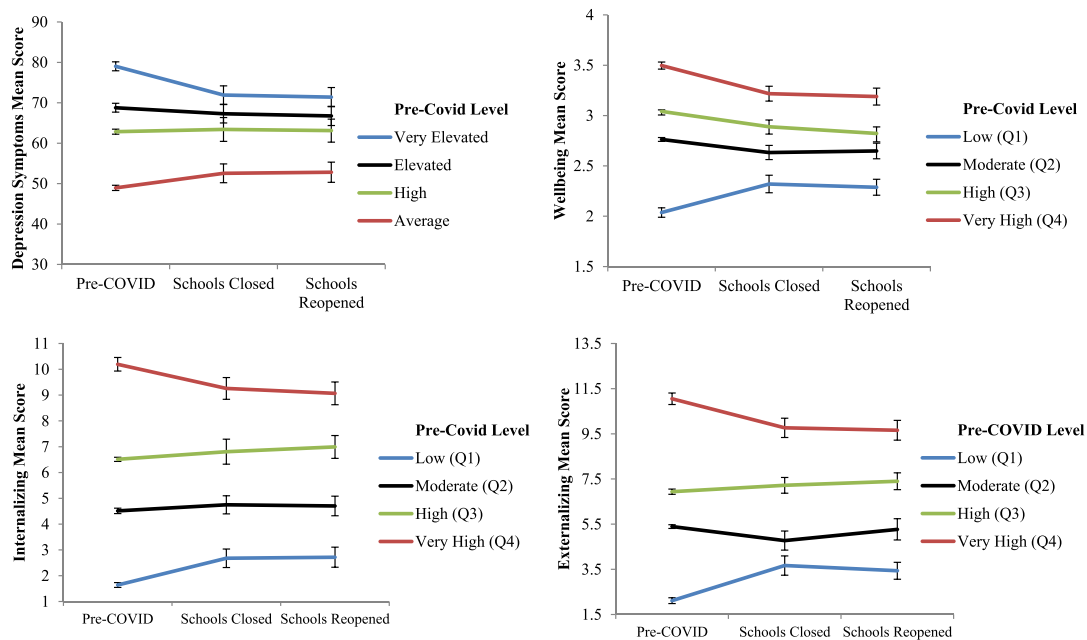 Depression Symptoms Mean Score
90
80
70
60
50
40
30
Pre-COVID
Schools Closed
Schools
Reopened
Pre-Covid Level
Very Elevated
Elevated
High
Average
Wellbeing Mean Score
4
3.5
3
2.5
2
1.5
Pre-COVID
Schools Closed
Schools
Reopened
Pre-Covid Level
Low (Q1)
Moderate (Q2)
High (Q3)
Very High (Q4)
Internalizing Mean Score
11
10
9
8
7
6
5
4
3
2
1
Pre-COVID
Schools Closed
Schools Reopened
Pre-Covid Level
Low (Q1)
Moderate (Q2)
High (Q3)
Very High (Q4)
Externalizing Mean Score
13.5
11.5
9.5
7.5
5.5
3.5
1.5
Pre-COVID
Schools Closed
Schools Reopened
Pre-COVID Level
Low (Q1)
Moderate (Q2)
High (Q3)
Very High (Q4)